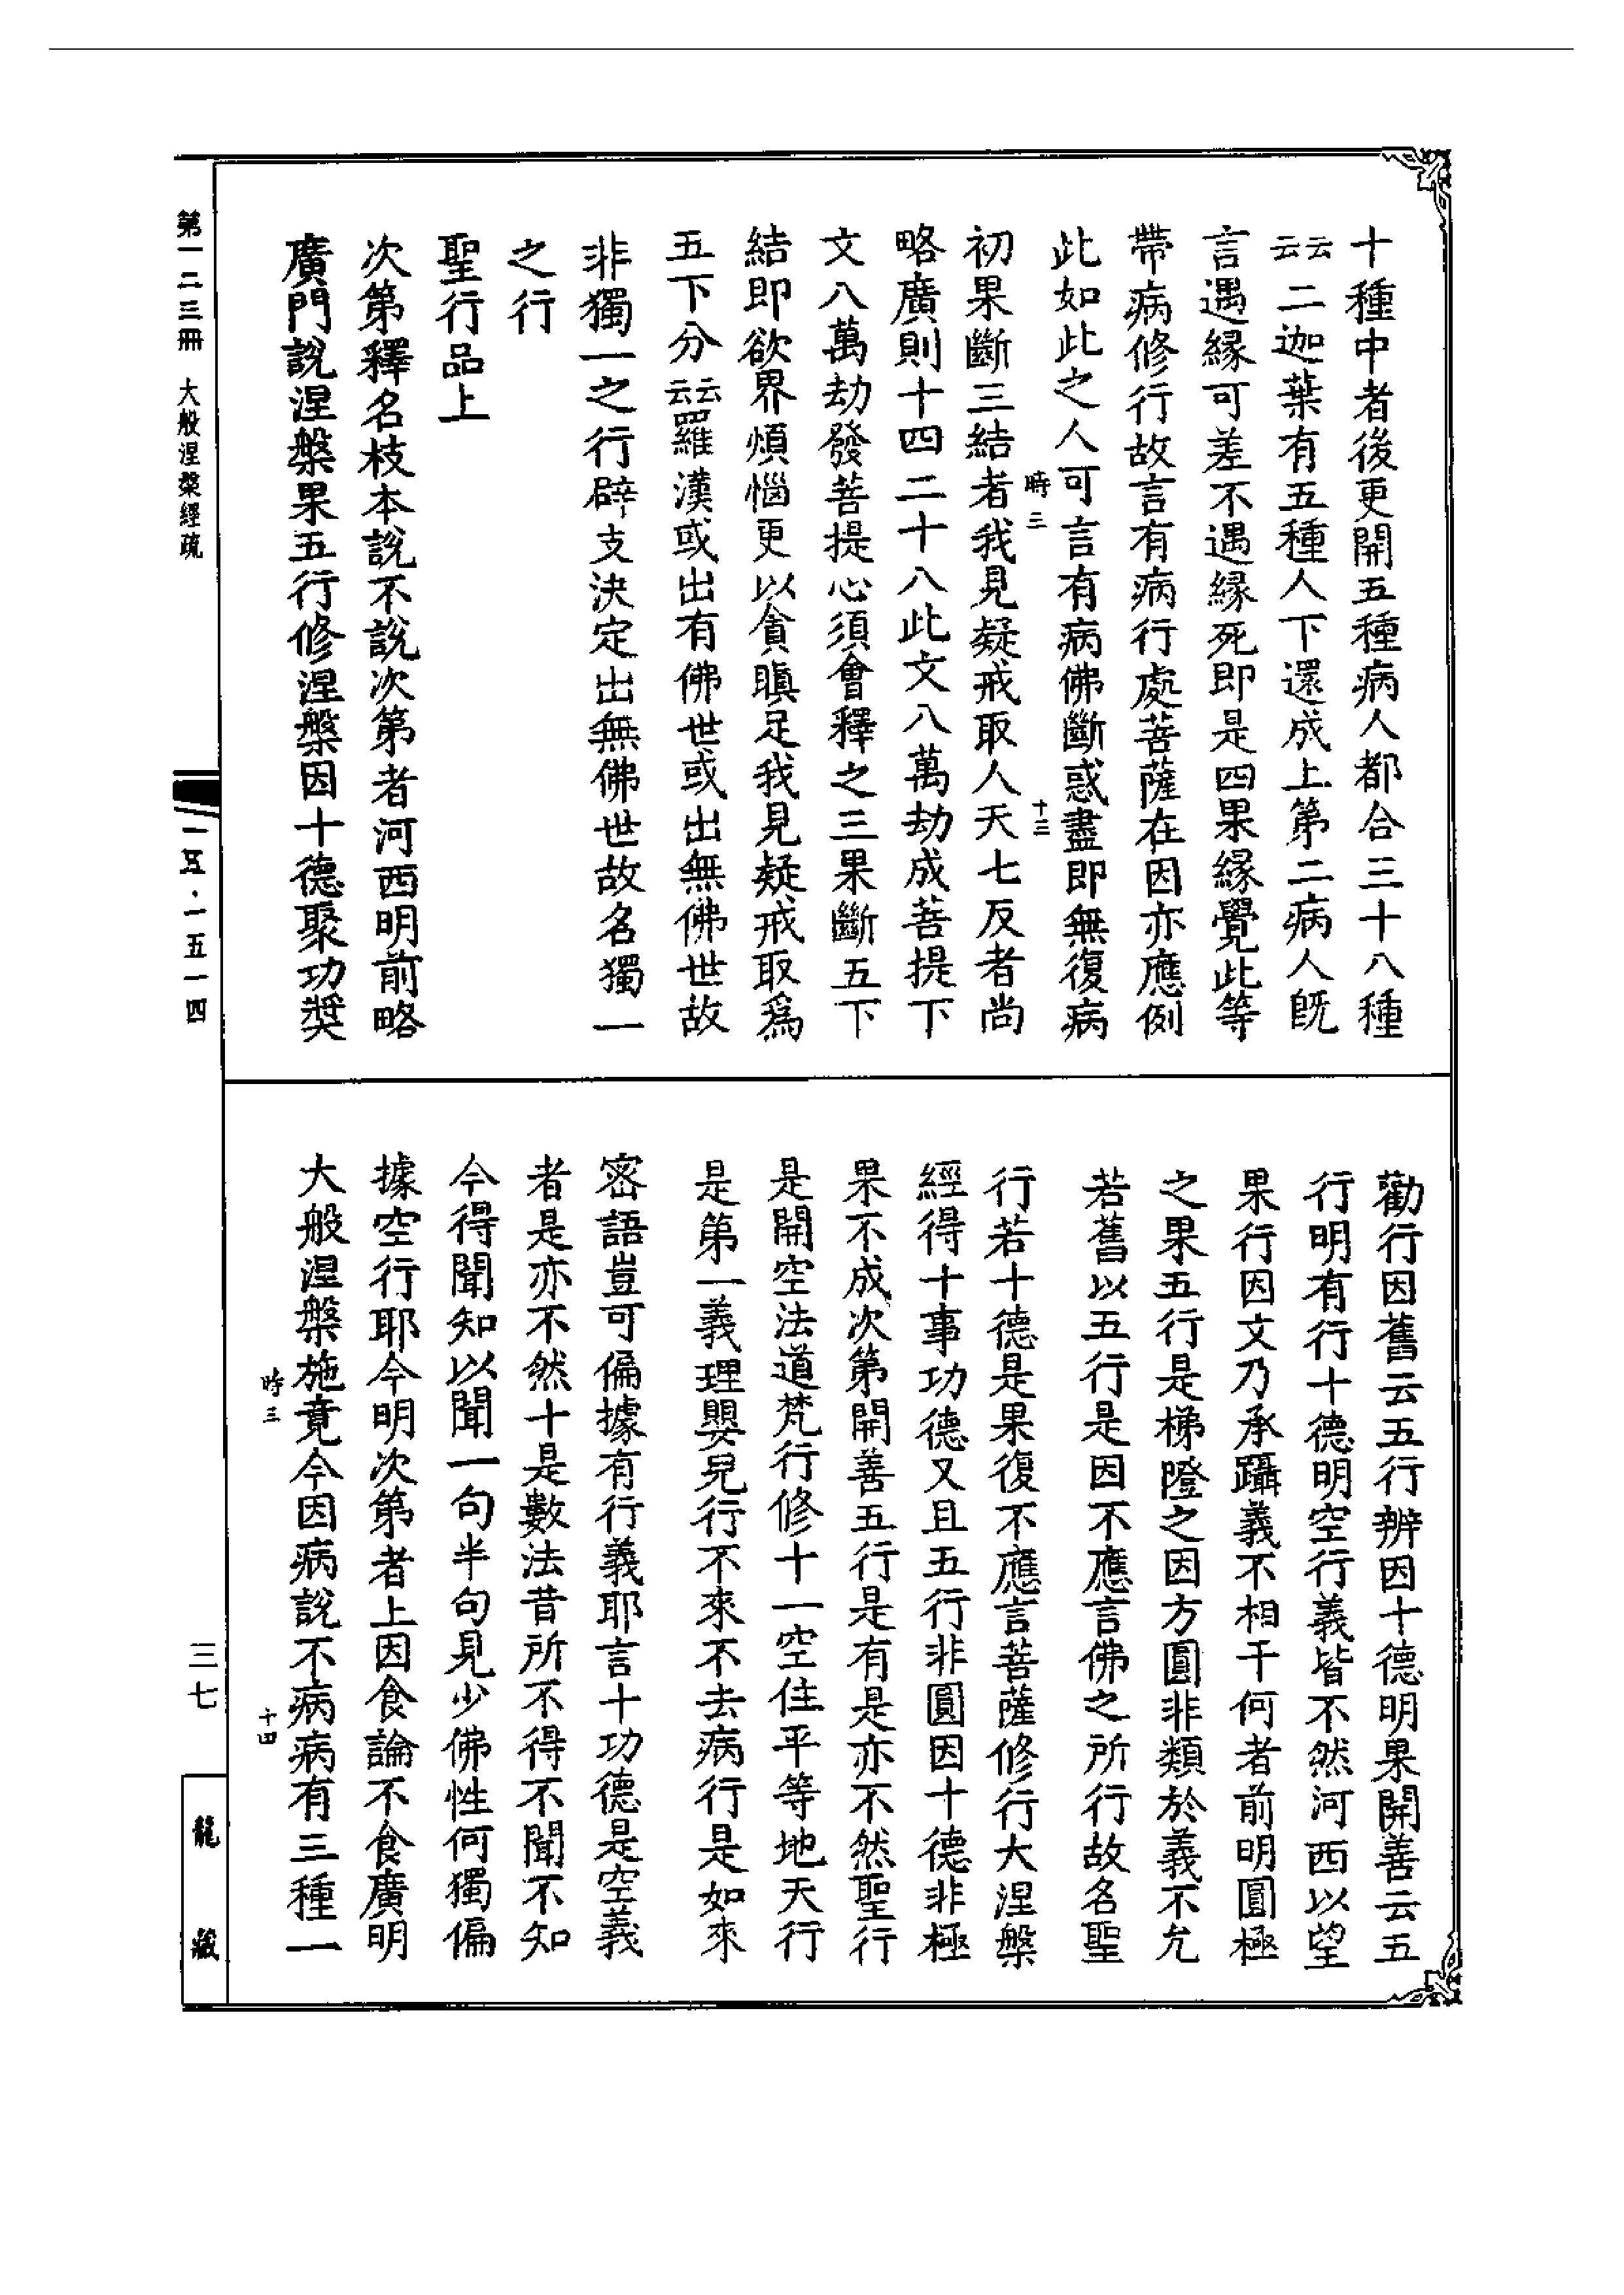 十種中者後更開五種病人都合三十八種
云云二迦葉有五種人下還成上第二病人旣
言遇緣可差不遇緣死即是四果緣覺此等
帶病修行故言有病行處菩薩在因亦應例
此如此之人可言有病佛斷惑盡即無復病
時三 十三
初果斷三結者我見疑戒取人天七反者尚
略廣則十四二十八此文八萬劫成菩提下
文八萬劫發菩提心須會釋之三果斷五下
結即欲界煩惱更以貪瞋足我見疑戒取爲
五下分云云羅漢或出有佛世或出無佛世故
非獨一之行辟支決定出無佛世故名獨一
之行
聖行品上
次第釋名枝本說不說次第者河西明前略
廣門說涅槃果五行修涅槃因十德聚功奬
勸行因舊云五行辨因十德明果開善云五
行明有行十德明空行義皆不然河西以望
果行因文乃承躡義不相干何者前明圓極
之果五行是梯隥之因方圓非類於義不允
若舊以五行是因不應言佛之所行故名聖
行若十德是果復不應言菩薩修行大涅槃
經得十事功德又且五行非圓因十德非極
果不成次第開善五行是有是亦不然聖行
是開空法道梵行修十一空住平等地天行
是第一義理嬰兒行不來不去病行是如來
密語豈可偏據有行義耶言十功德是空義
者是亦不然十是數法昔所不得不聞不知
今得聞知以聞一句半句見少佛性何獨偏
據空行耶今明次第者上因食論不食廣明
大般涅槃施竟今因病說不病病有三種一
時三 十四
第一二三冊 大般涅槃經疏
一五五·一五一四
三七
龍藏